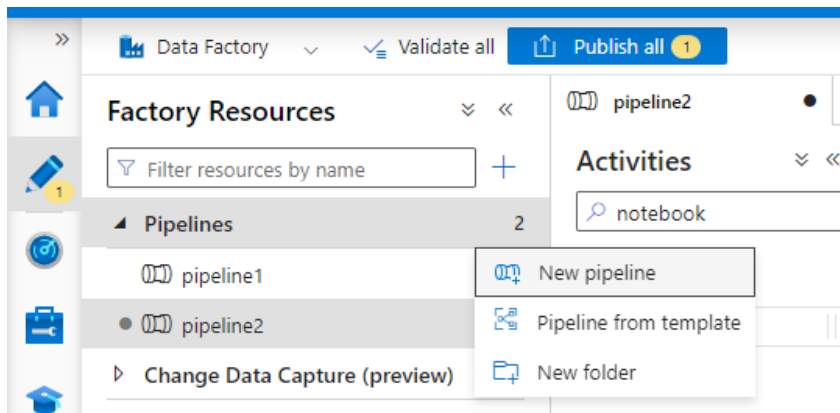 Data Factory
Validate all
Publish all 1
Factory Resources
pipeline2
Filter resources by name
Activities
1
notebook
Pipelines 2
pipeline1
New pipeline
pipeline2
Pipeline from template
Change Data Capture (preview)
New folder